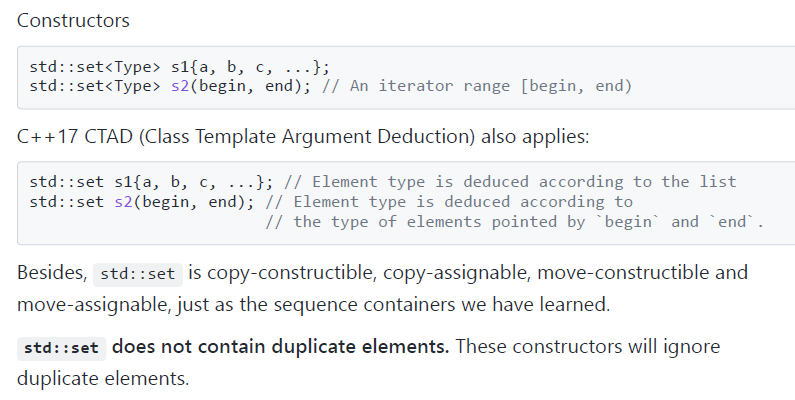 Constructors
std::set<Type> s1{a, b, c, ...};
std::set<Type> s2(begin, end); // An iterator range [begin, end)
C++17 CTAD (Class Template Argument Deduction) also applies:
std::set s1{a, b, c, ...}; // Element type is deduced according to the list
std::set s2(begin, end); // Element type is deduced according to
                         // the type of elements pointed by `begin` and `end`.
Besides, std::set is copy-constructible, copy-assignable, move-constructible and
move-assignable, just as the sequence containers we have learned.
std::set does not contain duplicate elements. These constructors will ignore
duplicate elements.